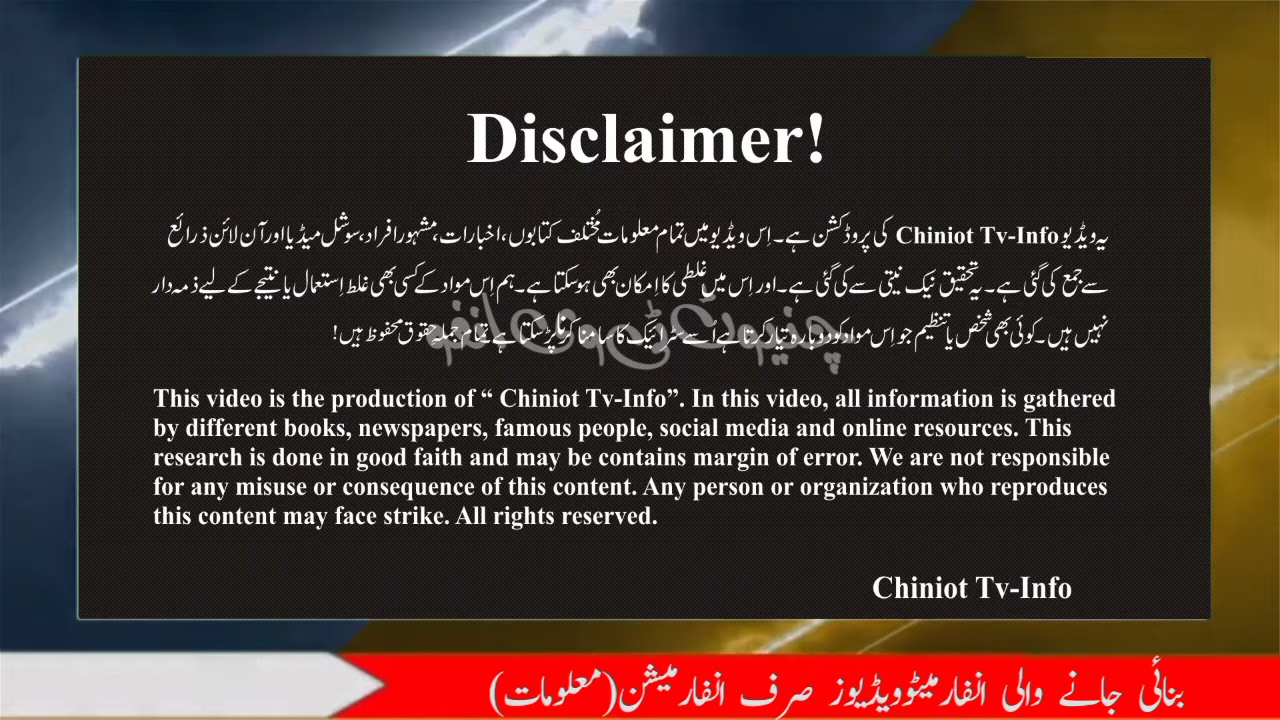 Disclaimer!
یہ ویڈیو Chiniot Tv-Info کی پروڈکشن ہے۔ اِس ویڈیو میں تمام معلومات مُختلف کتابوں، اخبارات، مشہور افراد، سوشل میڈیا اور آن لائن ذرائع
سے جمع کی گئی ہے۔ یہ تحقیق نیک نیتی سے کی گئی ہے۔ اور اِس میں غلطی کا اِمکان بھی ہو سکتا ہے۔ ہم اِس مواد کے کسی بھی غلط اِستعمال یا نتیجے کے لیے ذمہ دار
نہیں ہیں۔ کوئی بھی شخص یا تنظیم جو اِس مواد کو دوبارہ تیار کرتا ہے اُسے سٹرائیک کا سامنا کرنا پڑ سکتا ہے تمام جملہ حقوق محفوظ ہیں!
چنیوٹ ٹی وی انفو
This video is the production of “ Chiniot Tv-Info”. In this video, all information is gathered
by different books, newspapers, famous people, social media and online resources. This
research is done in good faith and may be contains margin of error. We are not responsible
for any misuse or consequence of this content. Any person or organization who reproduces
this content may face strike. All rights reserved.
Chiniot Tv-Info
بنائی جانے والی انفارمیٹو ویڈیوز صرف انفارمیشن(معلومات)